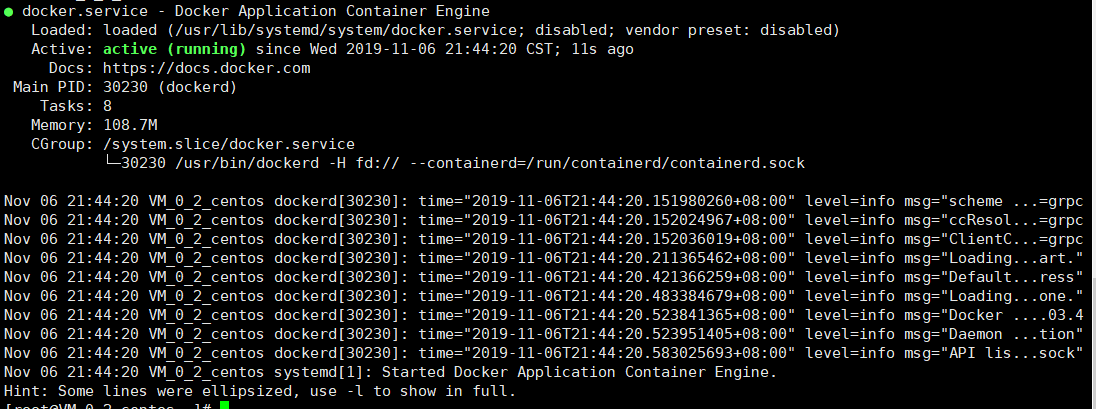 ● docker.service - Docker Application Container Engine
Loaded: loaded (/usr/lib/systemd/system/docker.service; disabled; vendor preset: disabled)
Active: active (running) since Wed 2019-11-06 21:44:20 CST; 11s ago
Docs: https://docs.docker.com
Main PID: 30230 (dockerd)
Tasks: 8
Memory: 108.7M
CGroup: /system.slice/docker.service
└─30230 /usr/bin/dockerd -H fd:// --containerd=/run/containerd/containerd.sock
Nov 06 21:44:20 VM_0_2_centos dockerd[30230]: time="2019-11-06T21:44:20.151980260+08:00" level=info msg="scheme ...=grpc
Nov 06 21:44:20 VM_0_2_centos dockerd[30230]: time="2019-11-06T21:44:20.152024967+08:00" level=info msg="ccResol...=grpc
Nov 06 21:44:20 VM_0_2_centos dockerd[30230]: time="2019-11-06T21:44:20.152036019+08:00" level=info msg="ClientC...=grpc
Nov 06 21:44:20 VM_0_2_centos dockerd[30230]: time="2019-11-06T21:44:20.211365462+08:00" level=info msg="Loading...art."
Nov 06 21:44:20 VM_0_2_centos dockerd[30230]: time="2019-11-06T21:44:20.421366259+08:00" level=info msg="Default...ress"
Nov 06 21:44:20 VM_0_2_centos dockerd[30230]: time="2019-11-06T21:44:20.483384679+08:00" level=info msg="Loading...one."
Nov 06 21:44:20 VM_0_2_centos dockerd[30230]: time="2019-11-06T21:44:20.523841365+08:00" level=info msg="Docker ....03.4
Nov 06 21:44:20 VM_0_2_centos dockerd[30230]: time="2019-11-06T21:44:20.523951405+08:00" level=info msg="Daemon ...tion"
Nov 06 21:44:20 VM_0_2_centos dockerd[30230]: time="2019-11-06T21:44:20.583025693+08:00" level=info msg="API lis...sock"
Nov 06 21:44:20 VM_0_2_centos systemd[1]: Started Docker Application Container Engine.
Hint: Some lines were ellipsized, use -l to show in full.
[root@VM_0_2_centos ~]#